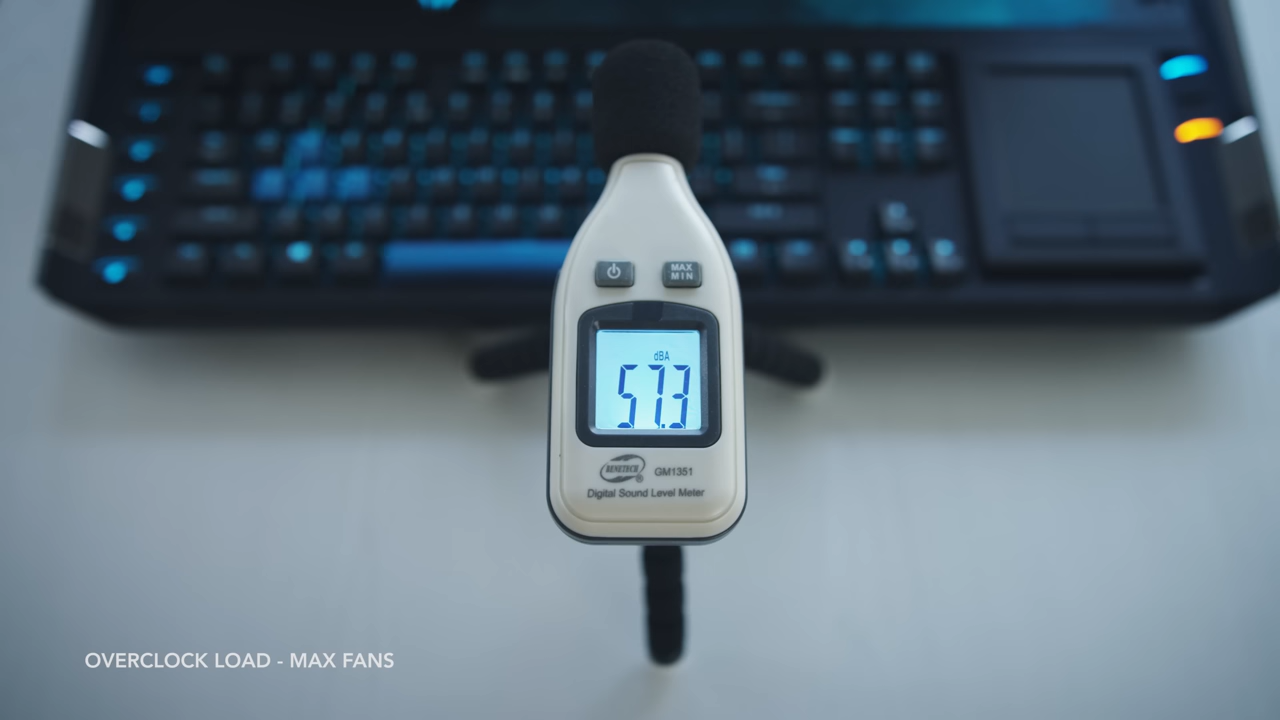 MAX
MIN
dBA
57.3
BENETECH®
GM1351
Digital Sound Level Meter
OVERCLOCK LOAD - MAX FANS